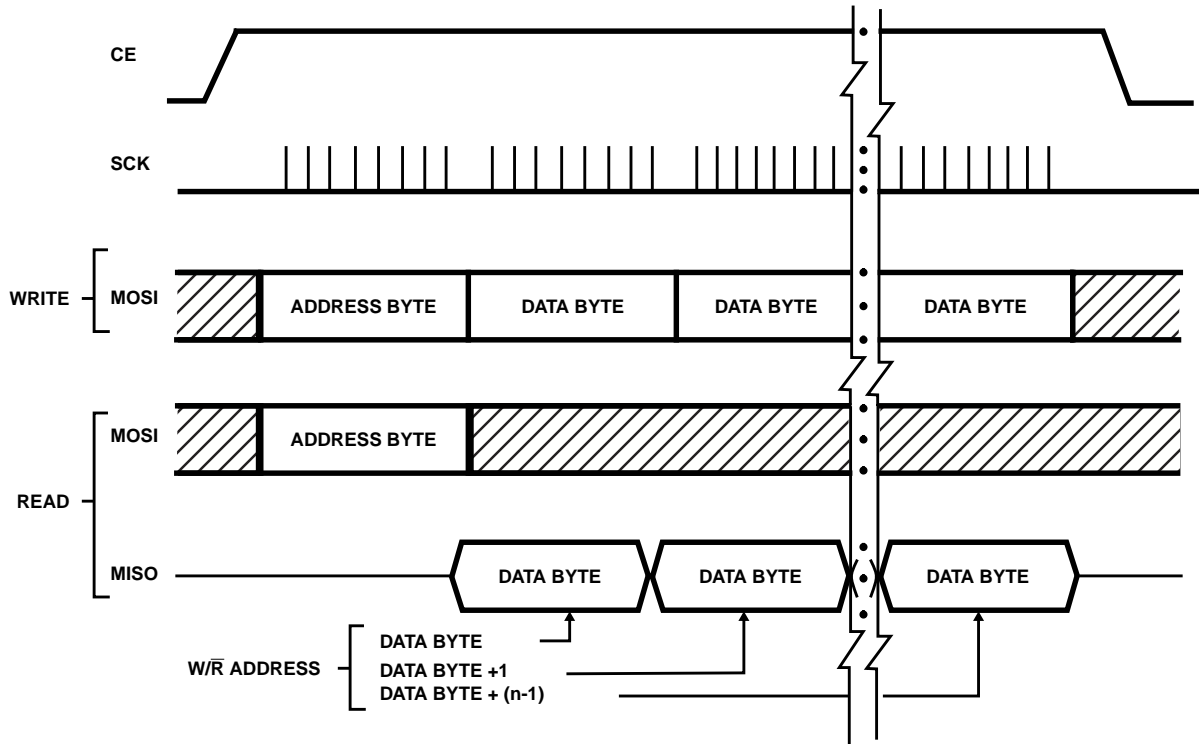 CE
SCK
WRITE
MOSI
ADDRESS BYTE
DATA BYTE
DATA BYTE
DATA BYTE
READ
MOSI
ADDRESS BYTE
MISO
DATA BYTE
DATA BYTE
DATA BYTE
W/R̅ ADDRESS
DATA BYTE
DATA BYTE +1
DATA BYTE + (n-1)